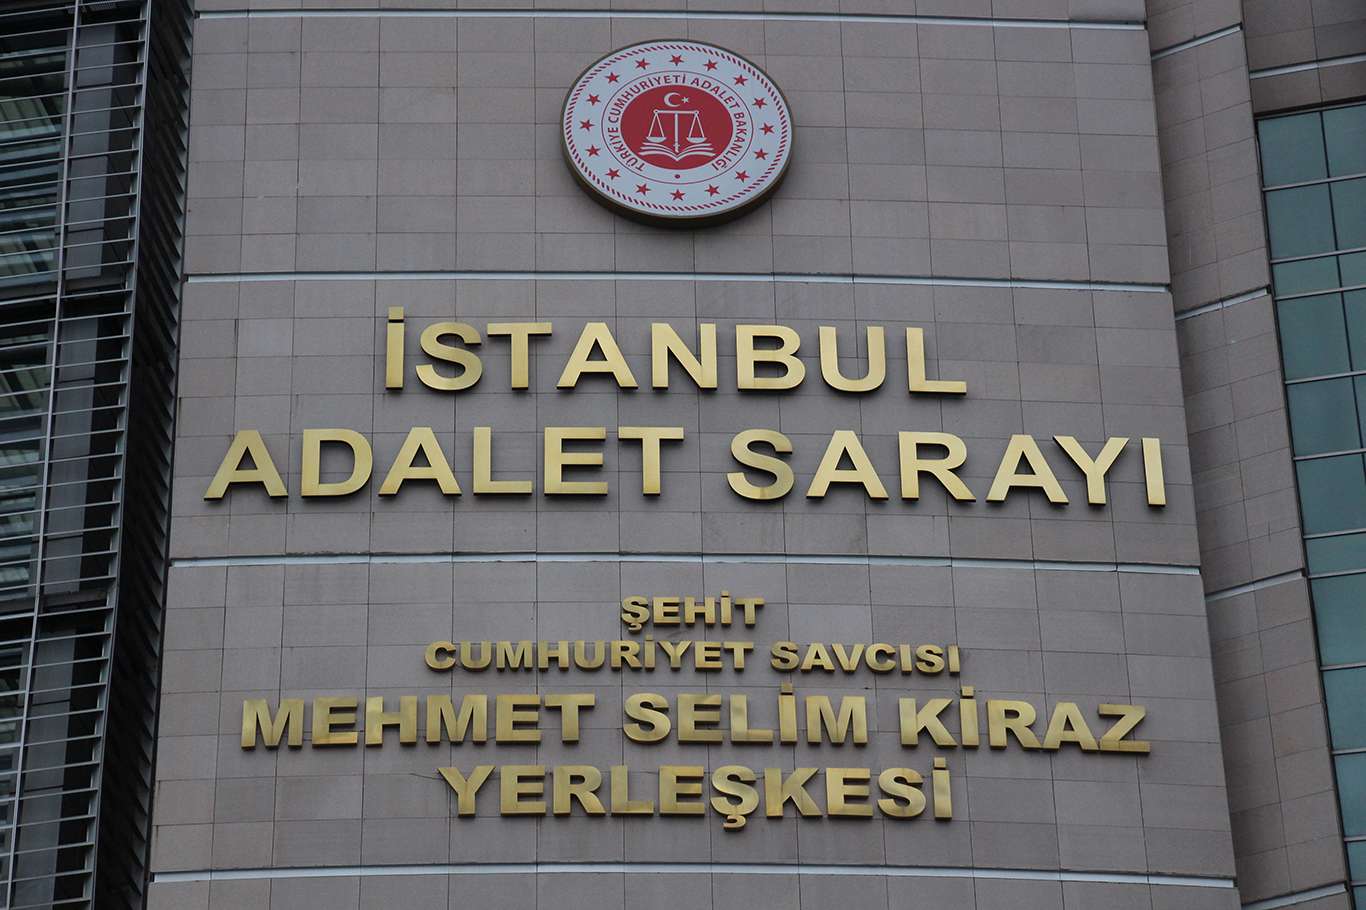 TÜRKİYE CUMHURİYETİ ADALET BAKANLIĞI
İSTANBUL
ADALET SARAYI
ŞEHİT
CUMHURİYET SAVCISI
MEHMET SELİM KİRAZ
YERLEŞKESİ